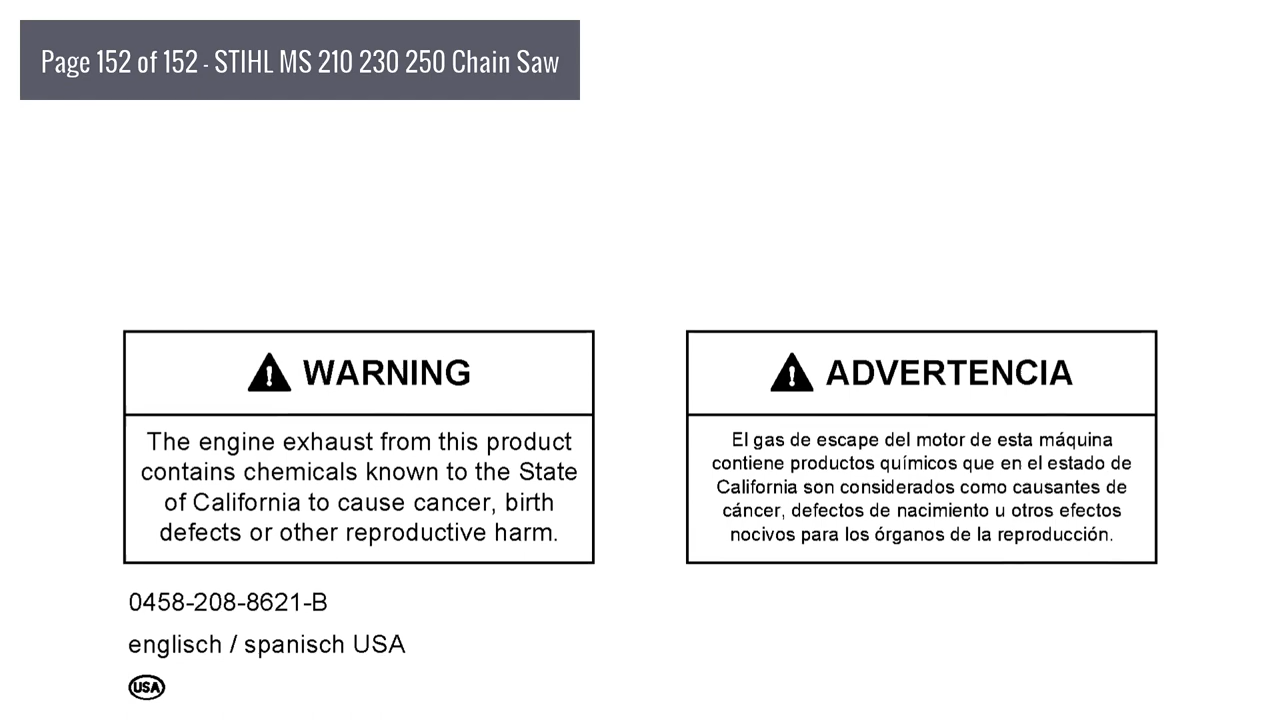 Page 152 of 152 - STIHL MS 210 230 250 Chain Saw
WARNING
The engine exhaust from this product
contains chemicals known to the State
of California to cause cancer, birth
defects or other reproductive harm.
ADVERTENCIA
El gas de escape del motor de esta máquina
contiene productos químicos que en el estado de
California son considerados como causantes de
cáncer, defectos de nacimiento u otros efectos
nocivos para los órganos de la reproducción.
0458-208-8621-B
englisch / spanisch USA
USA